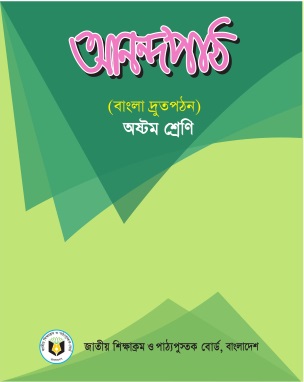 আনন্দপাঠ
(বাংলা দ্রুতপঠন)
অষ্টম শ্রেণি
জাতীয় শিক্ষাক্রম ও পাঠ্যপুস্তক বোর্ড, বাংলাদেশ